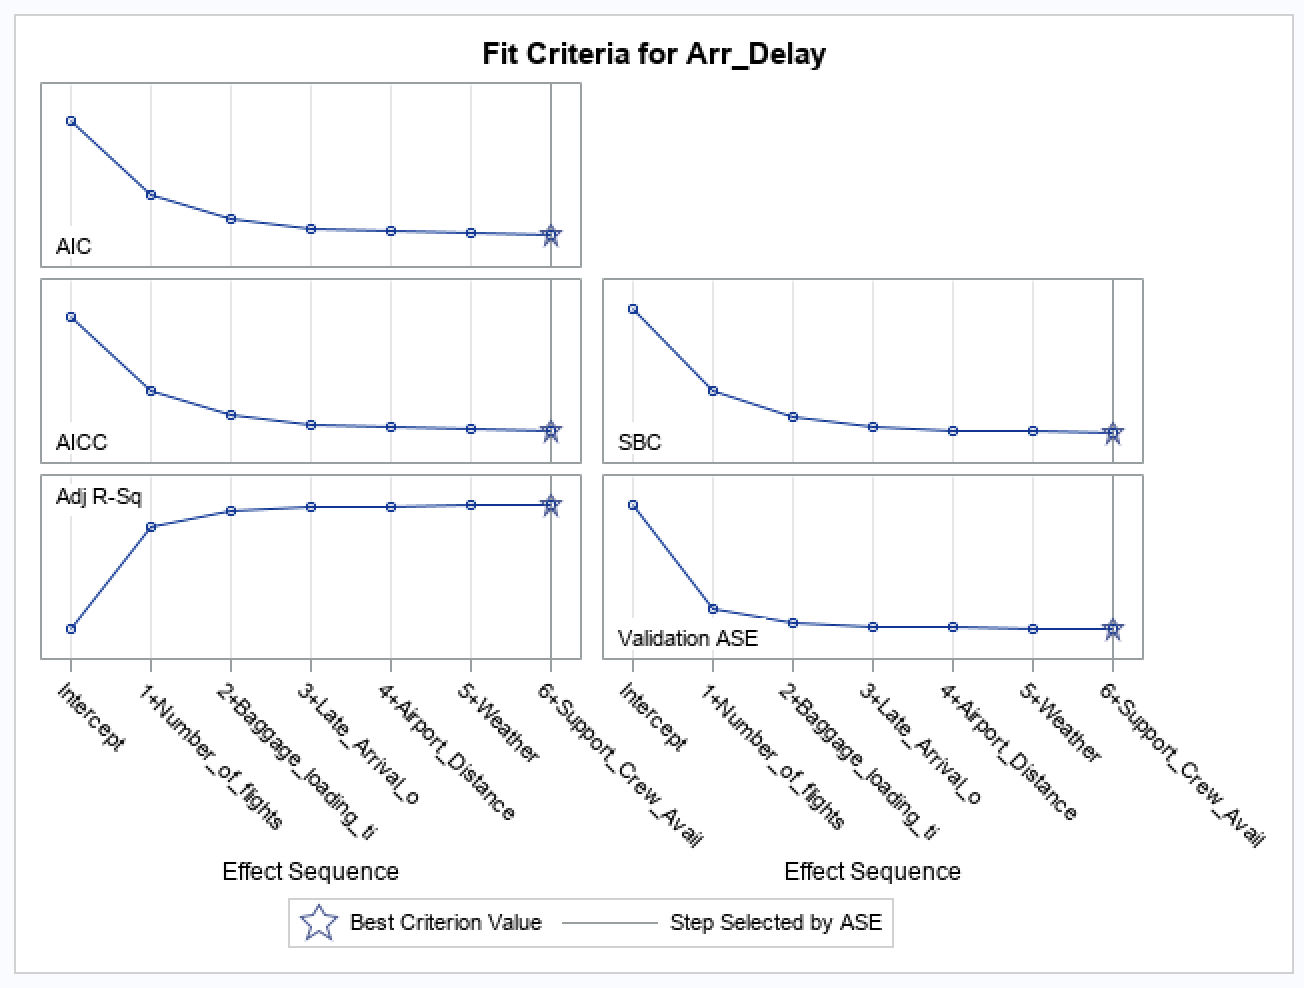 Fit Criteria for Arr_Delay
AIC
AICC
SBC
Adj R-Sq
Validation ASE
Intercept
1+Number_of_flights
2+Baggage_loading_ti
3+Late_Arrival_o
4+Airport_Distance
5+Weather
6+Support_Crew_Avail
Intercept
1+Number_of_flights
2+Baggage_loading_ti
3+Late_Arrival_o
4+Airport_Distance
5+Weather
6+Support_Crew_Avail
Effect Sequence
Effect Sequence
Best Criterion Value
Step Selected by ASE